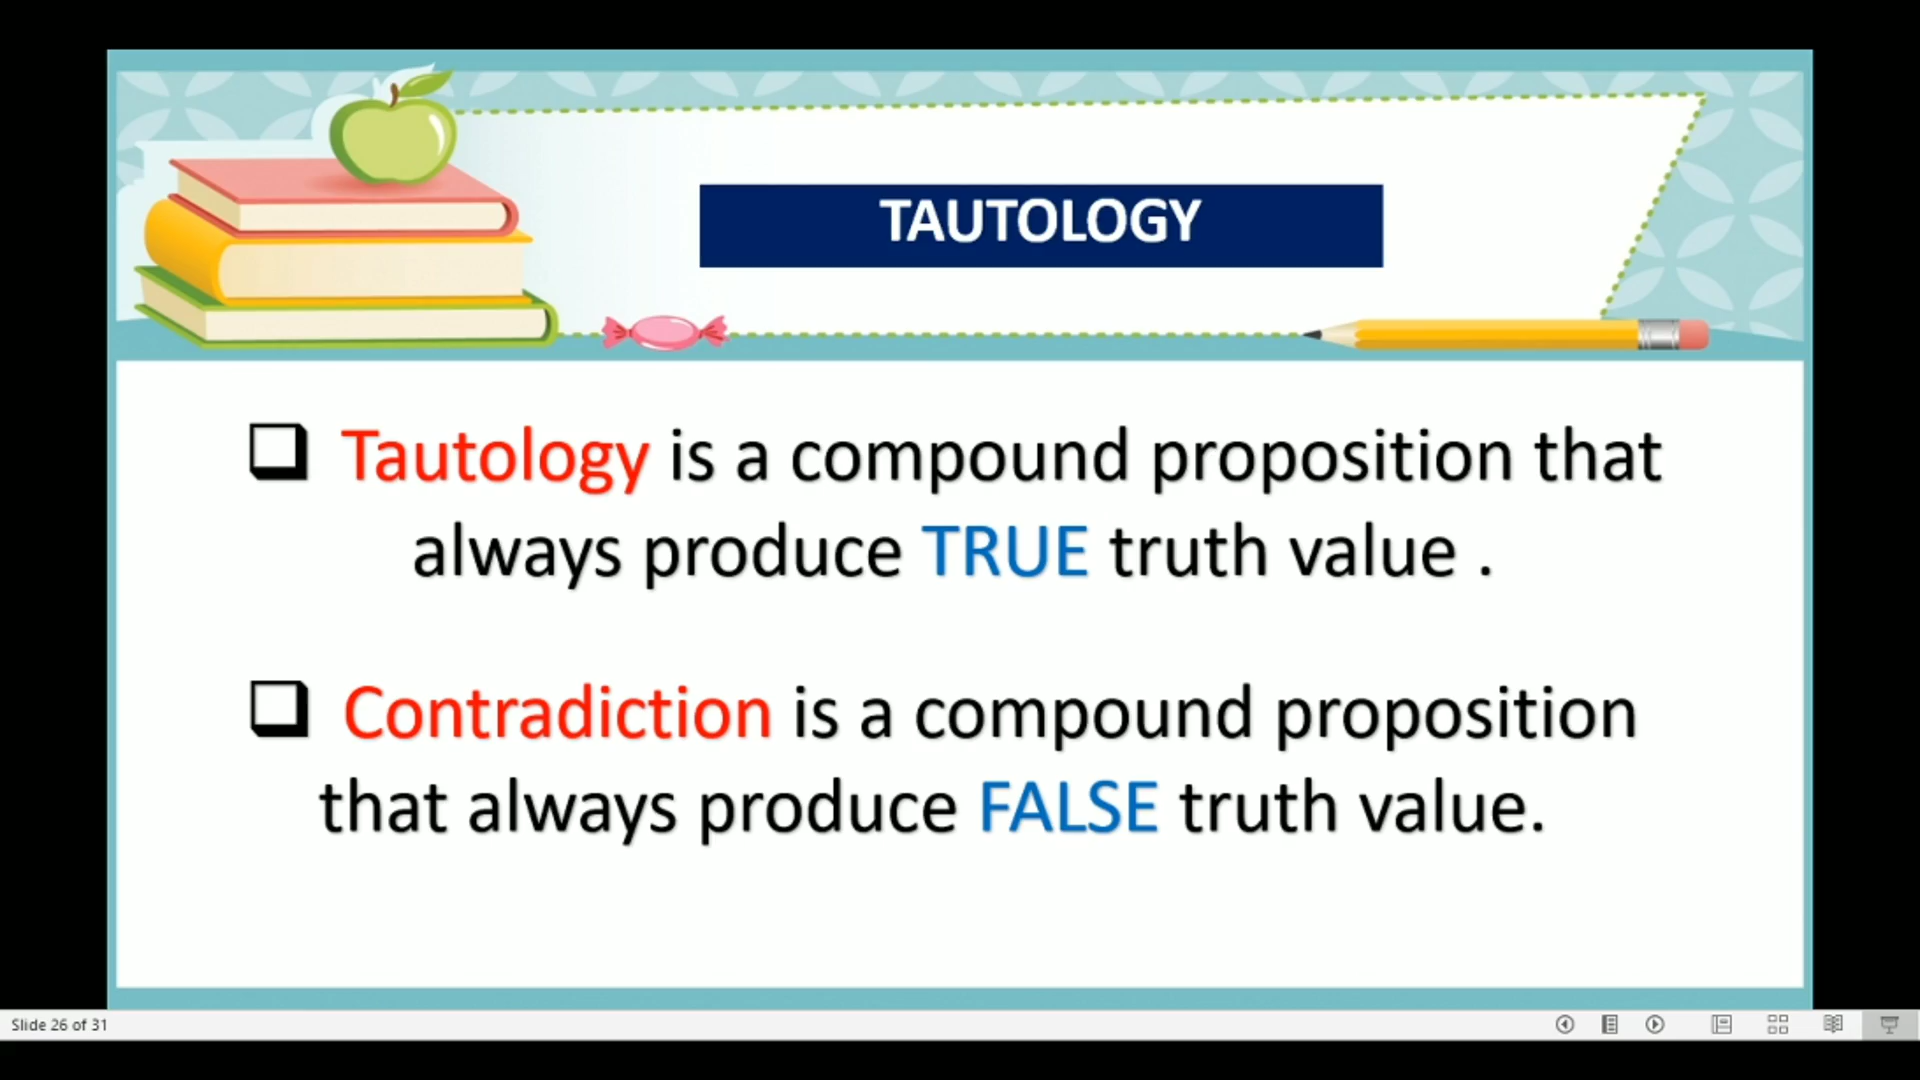 TAUTOLOGY
Tautology is a compound proposition that
always produce TRUE truth value .
Contradiction is a compound proposition
that always produce FALSE truth value.
Slide 26 of 31